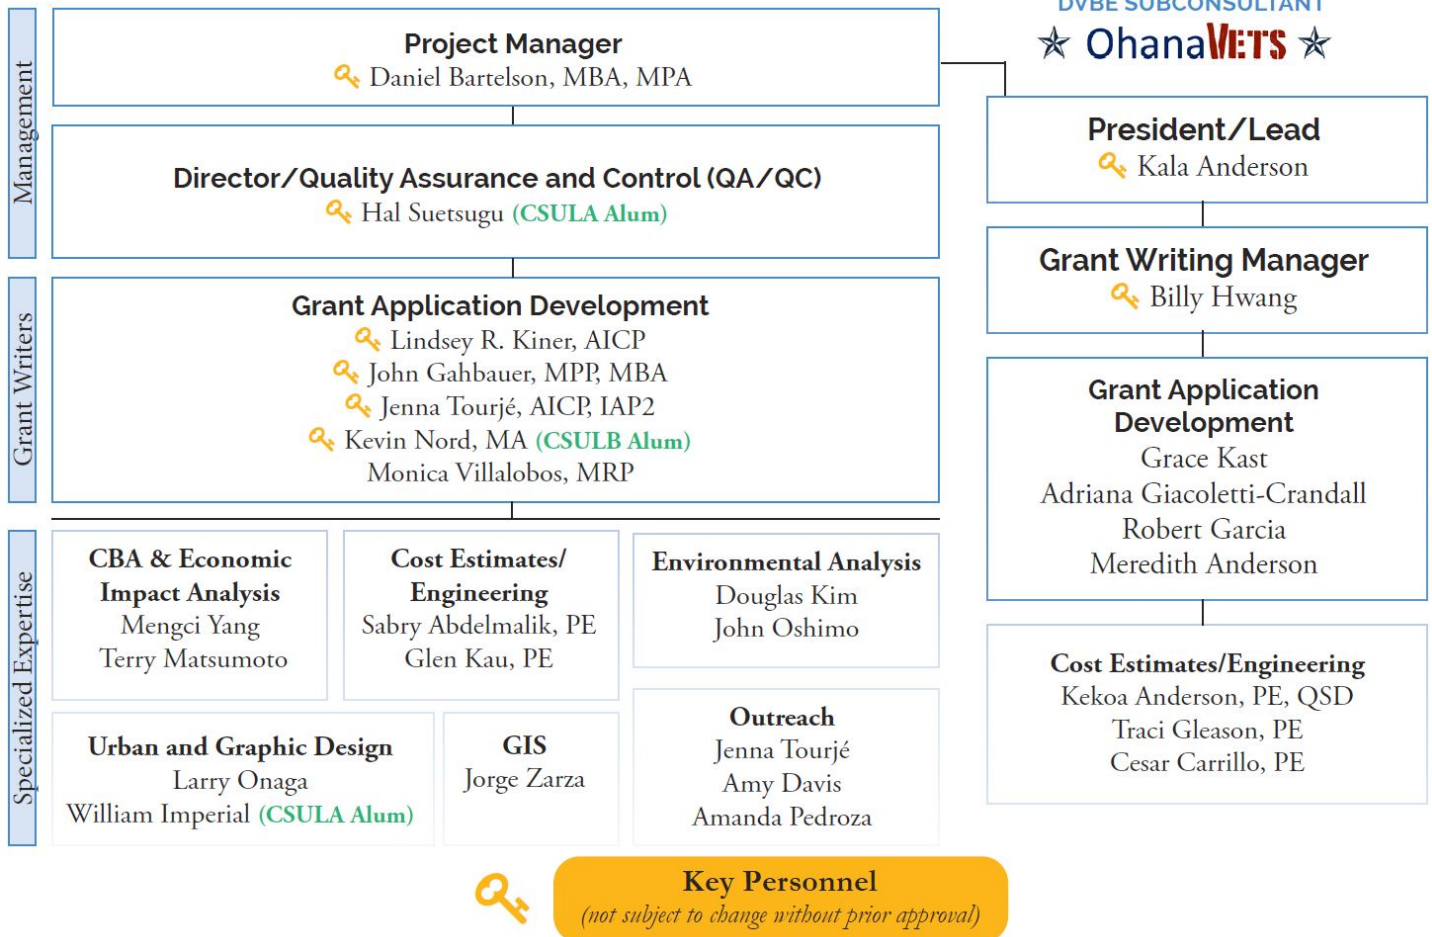 Management
Project Manager
Daniel Bartelson, MBA, MPA
Director/Quality Assurance and Control (QA/QC)
Hal Suetsugu (CSULA Alum)
Grant Writers
Grant Application Development
Lindsey R. Kiner, AICP
John Gahbauer, MPP, MBA
Jenna Tourjé, AICP, IAP2
Kevin Nord, MA (CSULB Alum)
Monica Villalobos, MRP
Specialized Expertise
CBA & Economic
Impact Analysis
Mengci Yang
Terry Matsumoto
Cost Estimates/
Engineering
Sabry Abdelmalik, PE
Glen Kau, PE
Environmental Analysis
Douglas Kim
John Oshimo
Urban and Graphic Design
Larry Onaga
William Imperial (CSULA Alum)
GIS
Jorge Zarza
Outreach
Jenna Tourjé
Amy Davis
Amanda Pedroza
DVBE SUBCONSULTANT
OhanaVETS
President/Lead
Kala Anderson
Grant Writing Manager
Billy Hwang
Grant Application
Development
Grace Kast
Adriana Giacoletti-Crandall
Robert Garcia
Meredith Anderson
Cost Estimates/Engineering
Kekoa Anderson, PE, QSD
Traci Gleason, PE
Cesar Carrillo, PE
Key Personnel
(not subject to change without prior approval)